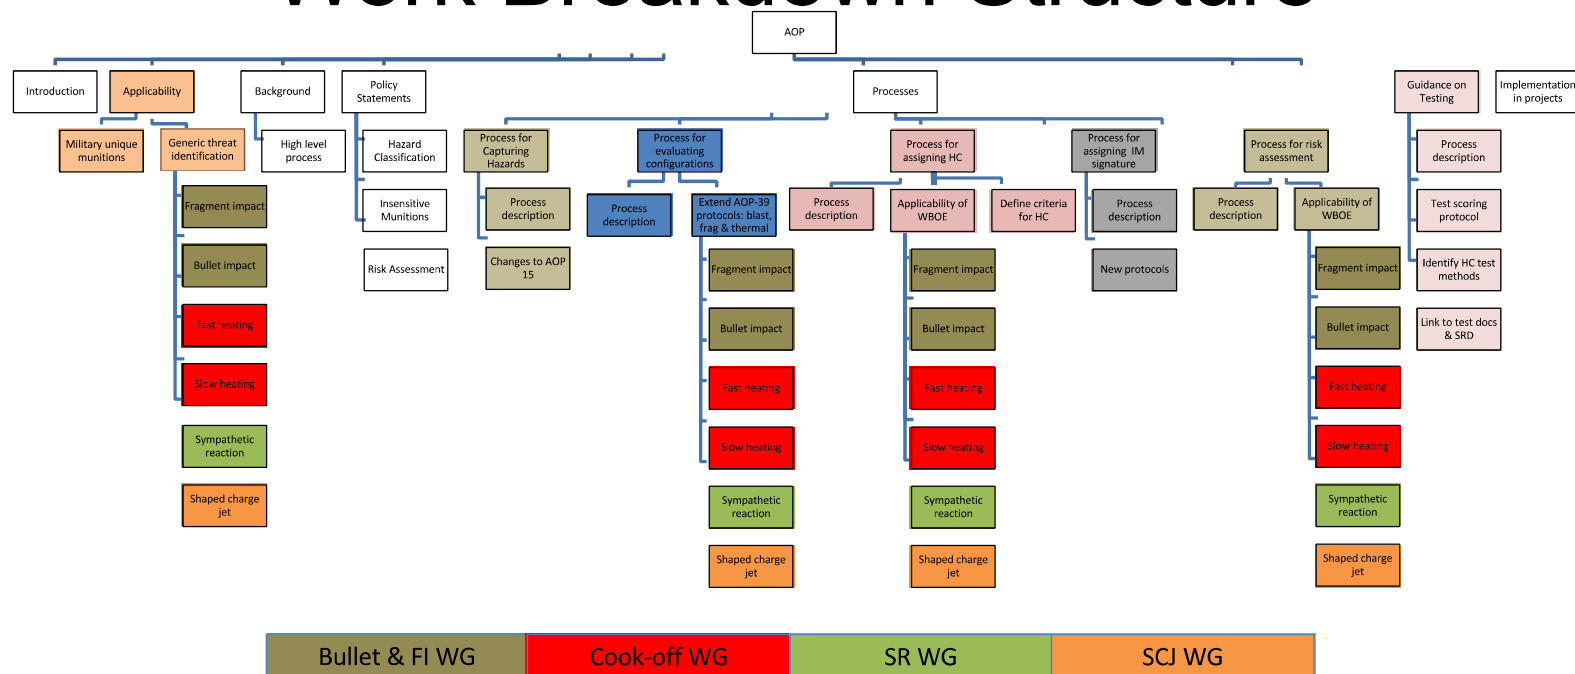 Work Breakdown Structure
AOP
Introduction
Applicability
Background
Policy
Statements
Processes
Guidance on
Testing
Implementation
in projects
Military unique
munitions
Generic threat
identification
High level
process
Hazard
Classification
Process for
Capturing
Hazards
Process for
evaluating
configurations
Process for
assigning HC
Process for
assigning IM
signature
Process for risk
assessment
Process
description
Fragment impact
Insensitive
Munitions
Process
description
Process
description
Extend AOP-39
protocols: blast,
frag & thermal
Process
description
Applicability of
WBOE
Define criteria
for HC
Process
description
Process
description
Applicability of
WBOE
Test scoring
protocol
Bullet impact
Risk Assessment
Changes to AOP
15
Fragment impact
Fragment impact
New protocols
Fragment impact
Identify HC test
methods
Fast heating
Bullet impact
Bullet impact
Bullet impact
Link to test docs
& SRD
Slow heating
Fast heating
Fast heating
Fast heating
Sympathetic
reaction
Slow heating
Slow heating
Slow heating
Shaped charge
jet
Sympathetic
reaction
Sympathetic
reaction
Sympathetic
reaction
Shaped charge
jet
Shaped charge
jet
Shaped charge
jet
Bullet & FI WG
Cook-off WG
SR WG
SCJ WG